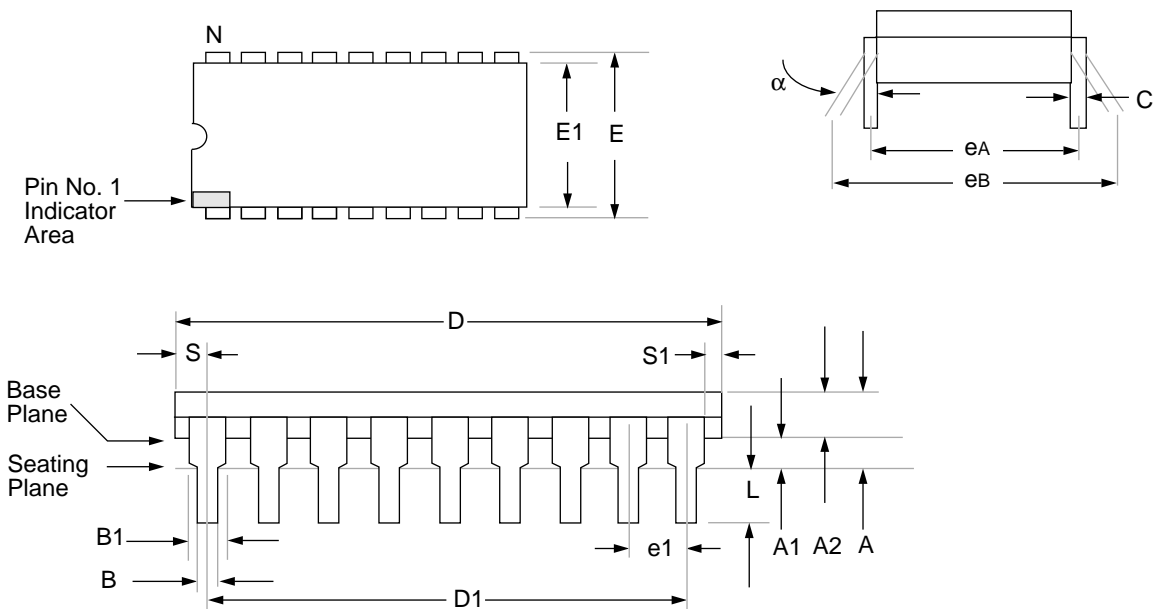 N
E1
E
Pin No. 1
Indicator
Area
α
C
eA
eB
D
S
S1
Base
Plane
Seating
Plane
L
B1
e1
A1
A2
A
B
D1